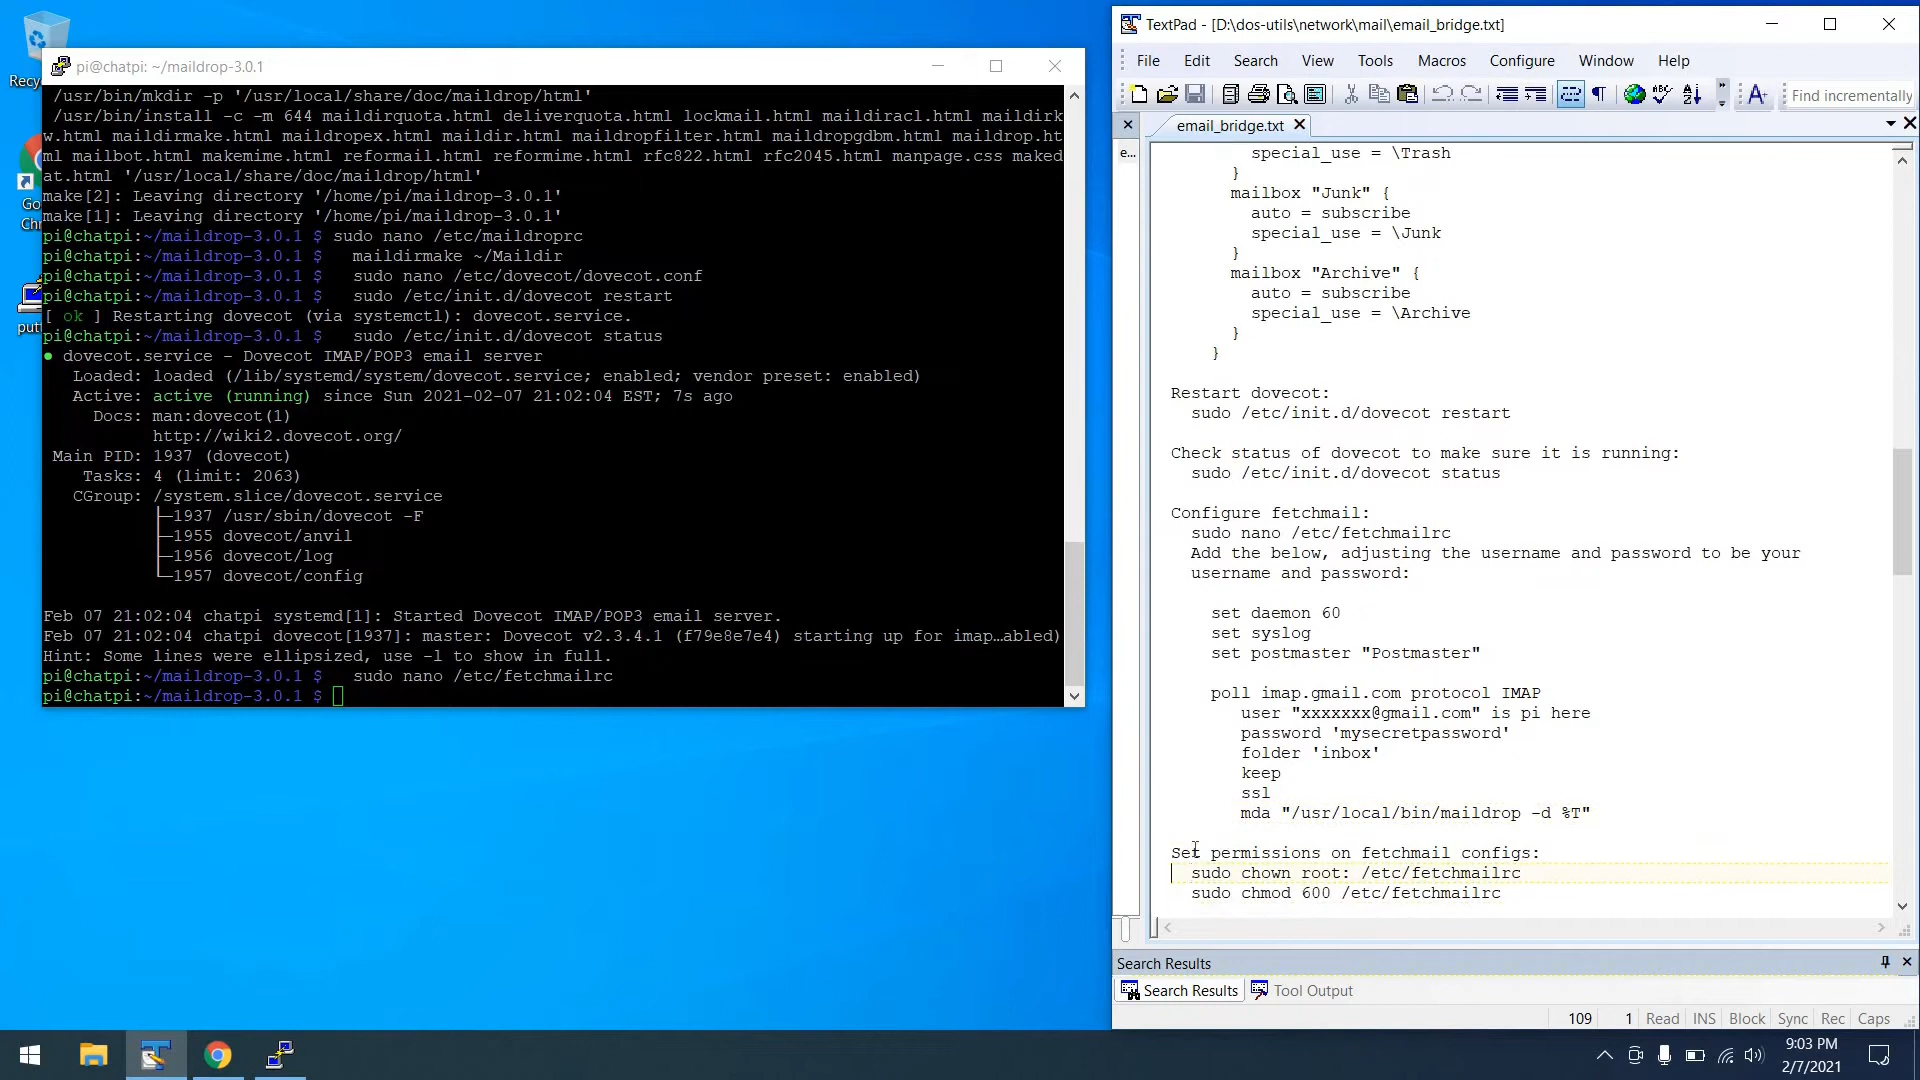 Recyc
Go
Chr
putt
pi@chatpi: ~/maildrop-3.0.1
/usr/bin/mkdir -p '/usr/local/share/doc/maildrop/html'
/usr/bin/install -c -m 644 maildirquota.html deliverquota.html lockmail.html maildiracl.html maildirk
w.html maildirmake.html maildropex.html maildir.html maildropfilter.html maildropgdbm.html maildrop.ht
ml mailbot.html makemime.html reformail.html reformime.html rfc822.html rfc2045.html manpage.css maked
at.html '/usr/local/share/doc/maildrop/html'
make[2]: Leaving directory '/home/pi/maildrop-3.0.1'
make[1]: Leaving directory '/home/pi/maildrop-3.0.1'
pi@chatpi:~/maildrop-3.0.1 $ sudo nano /etc/maildroprc
pi@chatpi:~/maildrop-3.0.1 $   maildirmake ~/Maildir
pi@chatpi:~/maildrop-3.0.1 $   sudo nano /etc/dovecot/dovecot.conf
pi@chatpi:~/maildrop-3.0.1 $   sudo /etc/init.d/dovecot restart
[ ok ] Restarting dovecot (via systemctl): dovecot.service.
pi@chatpi:~/maildrop-3.0.1 $   sudo /etc/init.d/dovecot status
● dovecot.service - Dovecot IMAP/POP3 email server
Loaded: loaded (/lib/systemd/system/dovecot.service; enabled; vendor preset: enabled)
Active: active (running) since Sun 2021-02-07 21:02:04 EST; 7s ago
Docs: man:dovecot(1)
http://wiki2.dovecot.org/
Main PID: 1937 (dovecot)
Tasks: 4 (limit: 2063)
CGroup: /system.slice/dovecot.service
├─1937 /usr/sbin/dovecot -F
├─1955 dovecot/anvil
├─1956 dovecot/log
└─1957 dovecot/config
Feb 07 21:02:04 chatpi systemd[1]: Started Dovecot IMAP/POP3 email server.
Feb 07 21:02:04 chatpi dovecot[1937]: master: Dovecot v2.3.4.1 (f79e8e7e4) starting up for imap…abled)
Hint: Some lines were ellipsized, use -l to show in full.
pi@chatpi:~/maildrop-3.0.1 $   sudo nano /etc/fetchmailrc
pi@chatpi:~/maildrop-3.0.1 $
TextPad - [D:\dos-utils\network\mail\email_bridge.txt]
File Edit Search View Tools Macros Configure Window Help
Find incrementally
email_bridge.txt
e...
special_use = \Trash
}
mailbox "Junk" {
auto = subscribe
special_use = \Junk
}
mailbox "Archive" {
auto = subscribe
special_use = \Archive
}
}
Restart dovecot:
sudo /etc/init.d/dovecot restart
Check status of dovecot to make sure it is running:
sudo /etc/init.d/dovecot status
Configure fetchmail:
sudo nano /etc/fetchmailrc
Add the below, adjusting the username and password to be your
username and password:
set daemon 60
set syslog
set postmaster "Postmaster"
poll imap.gmail.com protocol IMAP
user "xxxxxxx@gmail.com" is pi here
password 'mysecretpassword'
folder 'inbox'
keep
ssl
mda "/usr/local/bin/maildrop -d %T"
Set permissions on fetchmail configs:
sudo chown root: /etc/fetchmailrc
sudo chmod 600 /etc/fetchmailrc
Search Results
Search Results Tool Output
109 1 Read INS Block Sync Rec Caps
9:03 PM
2/7/2021